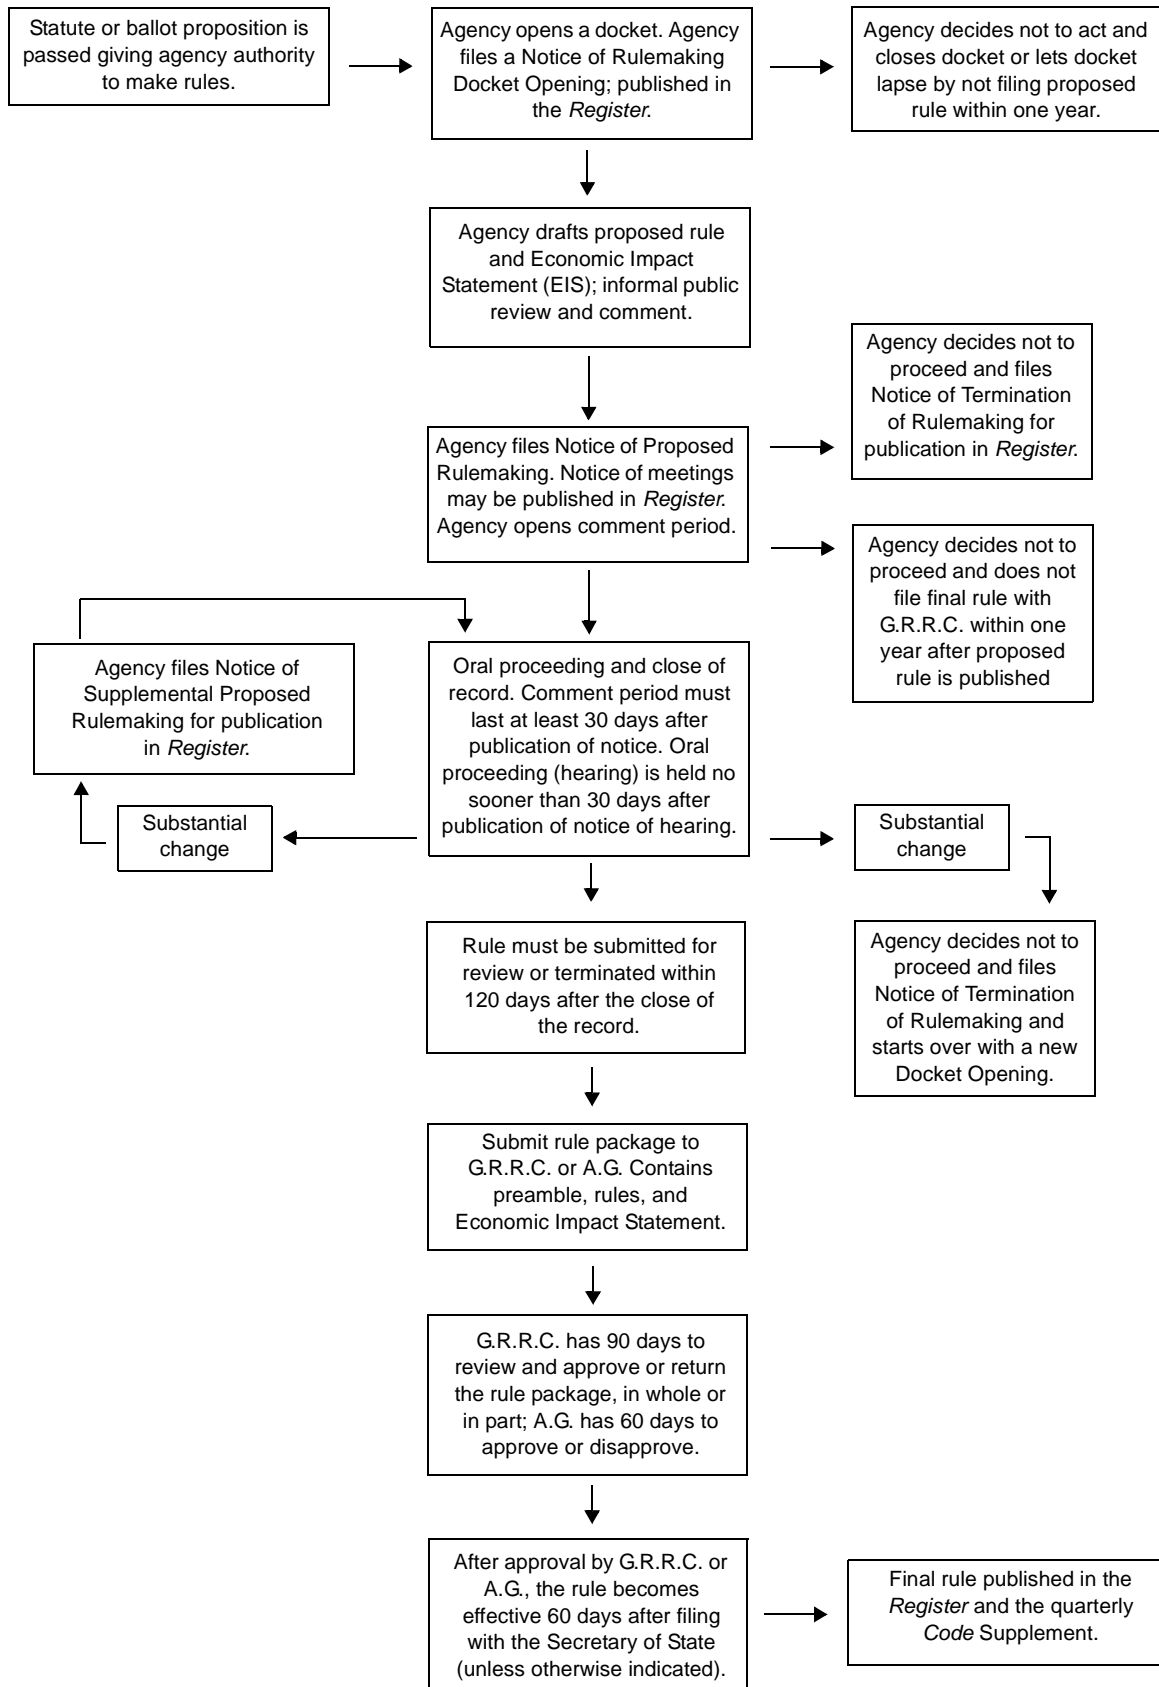 Statute or ballot proposition is
passed giving agency authority
to make rules.
Agency opens a docket. Agency
files a Notice of Rulemaking
Docket Opening; published in
the Register.
Agency decides not to act and
closes docket or lets docket
lapse by not filing proposed
rule within one year.
Agency drafts proposed rule
and Economic Impact
Statement (EIS); informal public
review and comment.
Agency decides not to
proceed and files
Notice of Termination
of Rulemaking for
publication in Register.
Agency files Notice of Proposed
Rulemaking. Notice of meetings
may be published in Register.
Agency opens comment period.
Agency decides not to
proceed and does not
file final rule with
G.R.R.C. within one
year after proposed
rule is published
Agency files Notice of
Supplemental Proposed
Rulemaking for publication
in Register.
Oral proceeding and close of
record. Comment period must
last at least 30 days after
publication of notice. Oral
proceeding (hearing) is held no
sooner than 30 days after
publication of notice of hearing.
Substantial
change
Substantial
change
Rule must be submitted for
review or terminated within
120 days after the close of
the record.
Agency decides not to
proceed and files
Notice of Termination
of Rulemaking and
starts over with a new
Docket Opening.
Submit rule package to
G.R.R.C. or A.G. Contains
preamble, rules, and
Economic Impact Statement.
G.R.R.C. has 90 days to
review and approve or return
the rule package, in whole or
in part; A.G. has 60 days to
approve or disapprove.
After approval by G.R.R.C. or
A.G., the rule becomes
effective 60 days after filing
with the Secretary of State
(unless otherwise indicated).
Final rule published in the
Register and the quarterly
Code Supplement.